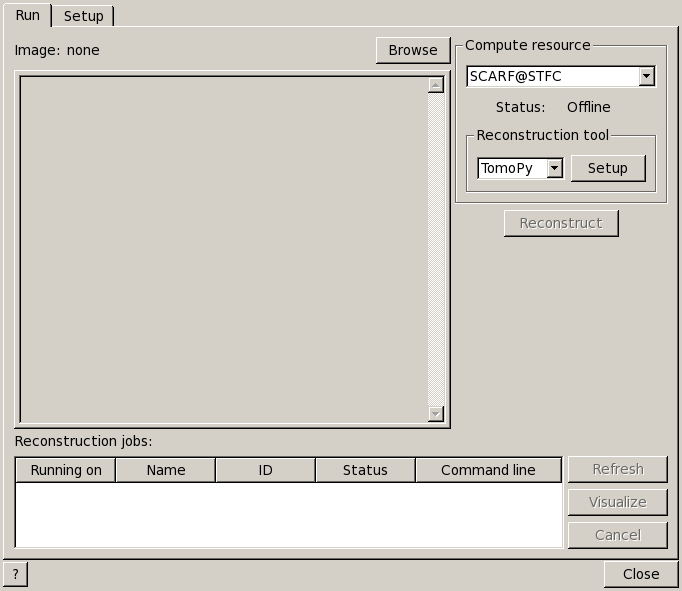 Run Setup
Image: none Browse
Compute resource
SCARF@STFC
Status: Offline
Reconstruction tool
TomoPy Setup
Reconstruct
Reconstruction jobs:
Running on Name ID Status Command line
Refresh
Visualize
Cancel
? Close